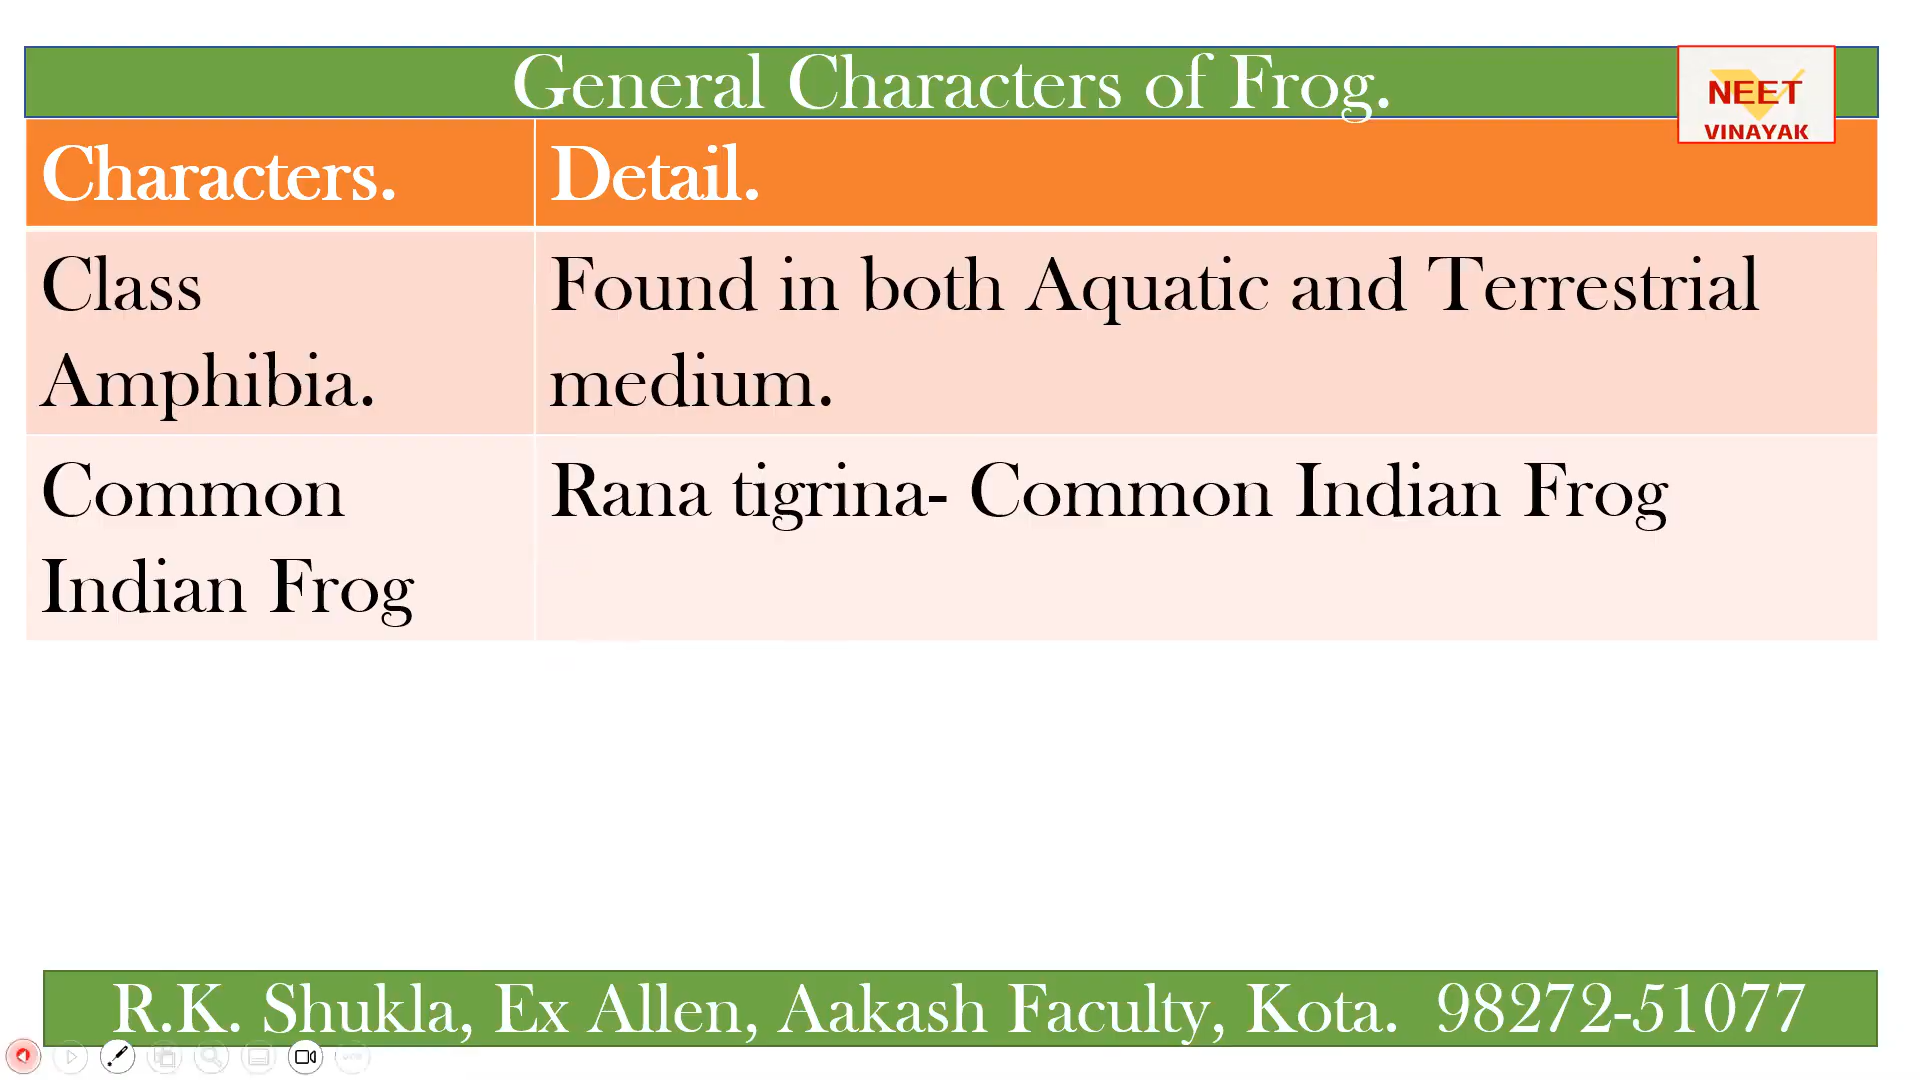 General Characters of Frog.
NEET
VINAYAK
Characters.
Detail.
Class
Amphibia.
Found in both Aquatic and Terrestrial
medium.
Common
Indian Frog
Rana tigrina- Common Indian Frog
R.K. Shukla, Ex Allen, Aakash Faculty, Kota. 98272-51077